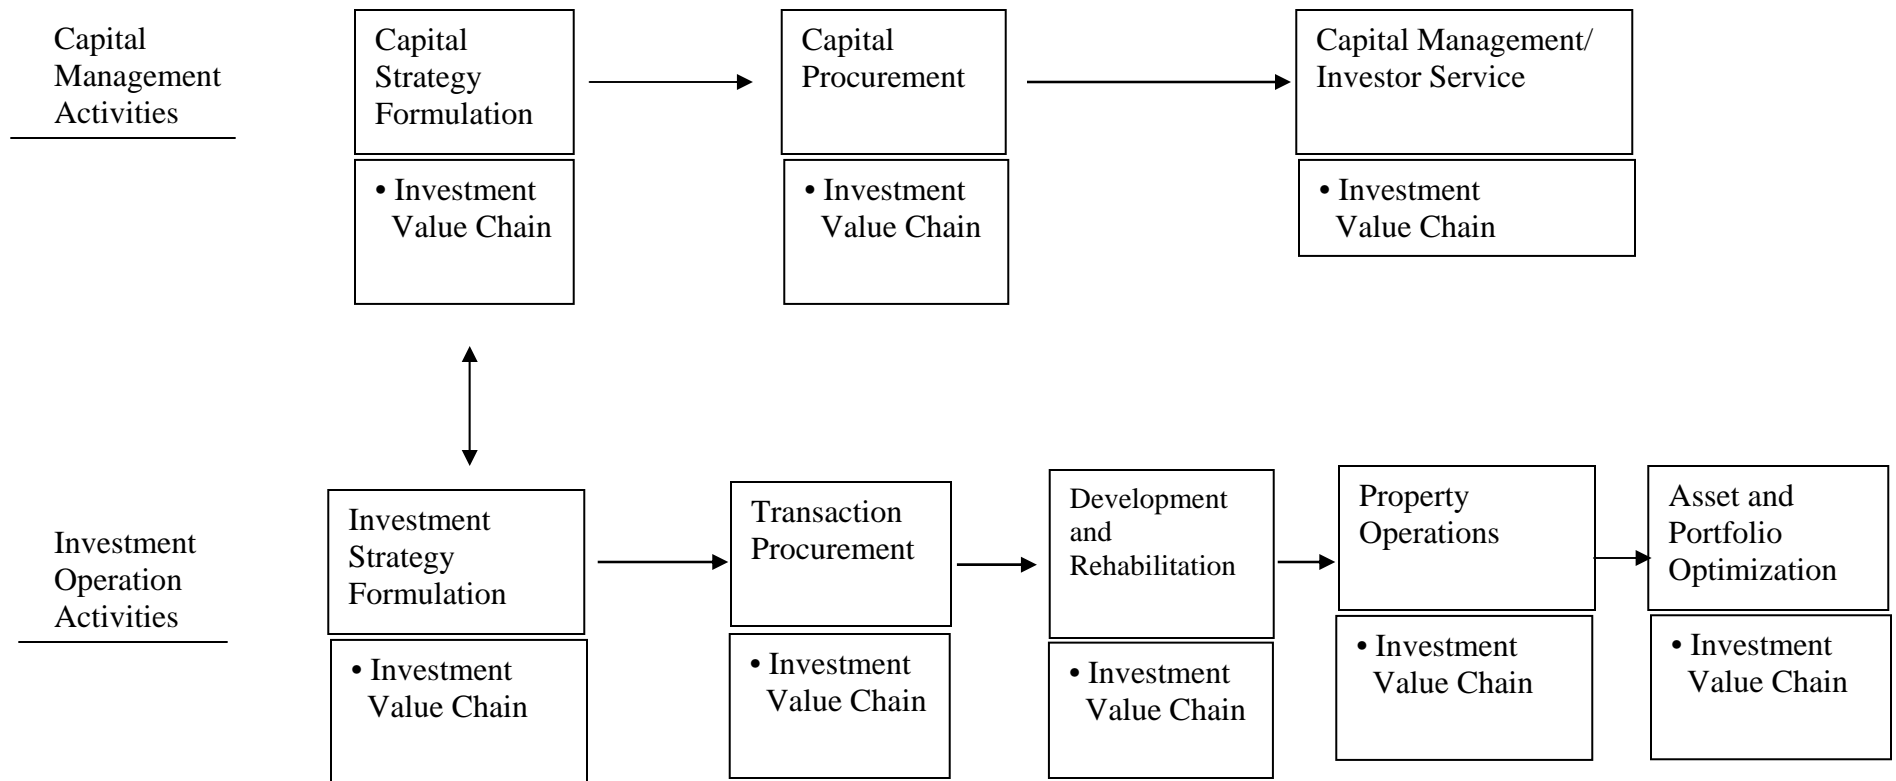 Capital
Management
Activities
Capital
Strategy
Formulation
Capital
Procurement
Capital Management/
Investor Service
• Investment
Value Chain
• Investment
Value Chain
• Investment
Value Chain
Investment
Operation
Activities
Investment
Strategy
Formulation
Transaction
Procurement
Development
and
Rehabilitation
Property
Operations
Asset and
Portfolio
Optimization
• Investment
Value Chain
• Investment
Value Chain
• Investment
Value Chain
• Investment
Value Chain
• Investment
Value Chain